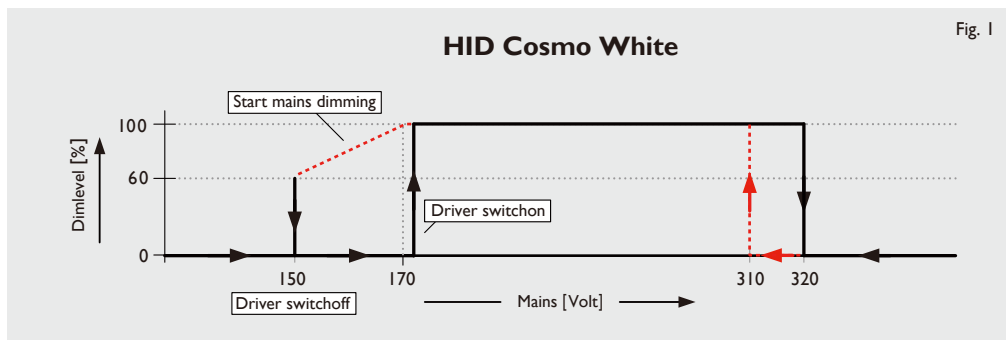 Fig. 1
HID Cosmo White
Start mains dimming
100
60
0
Dimlevel [%]
Driver switchon
150
170
310
320
Driver switchoff
Mains [Volt]